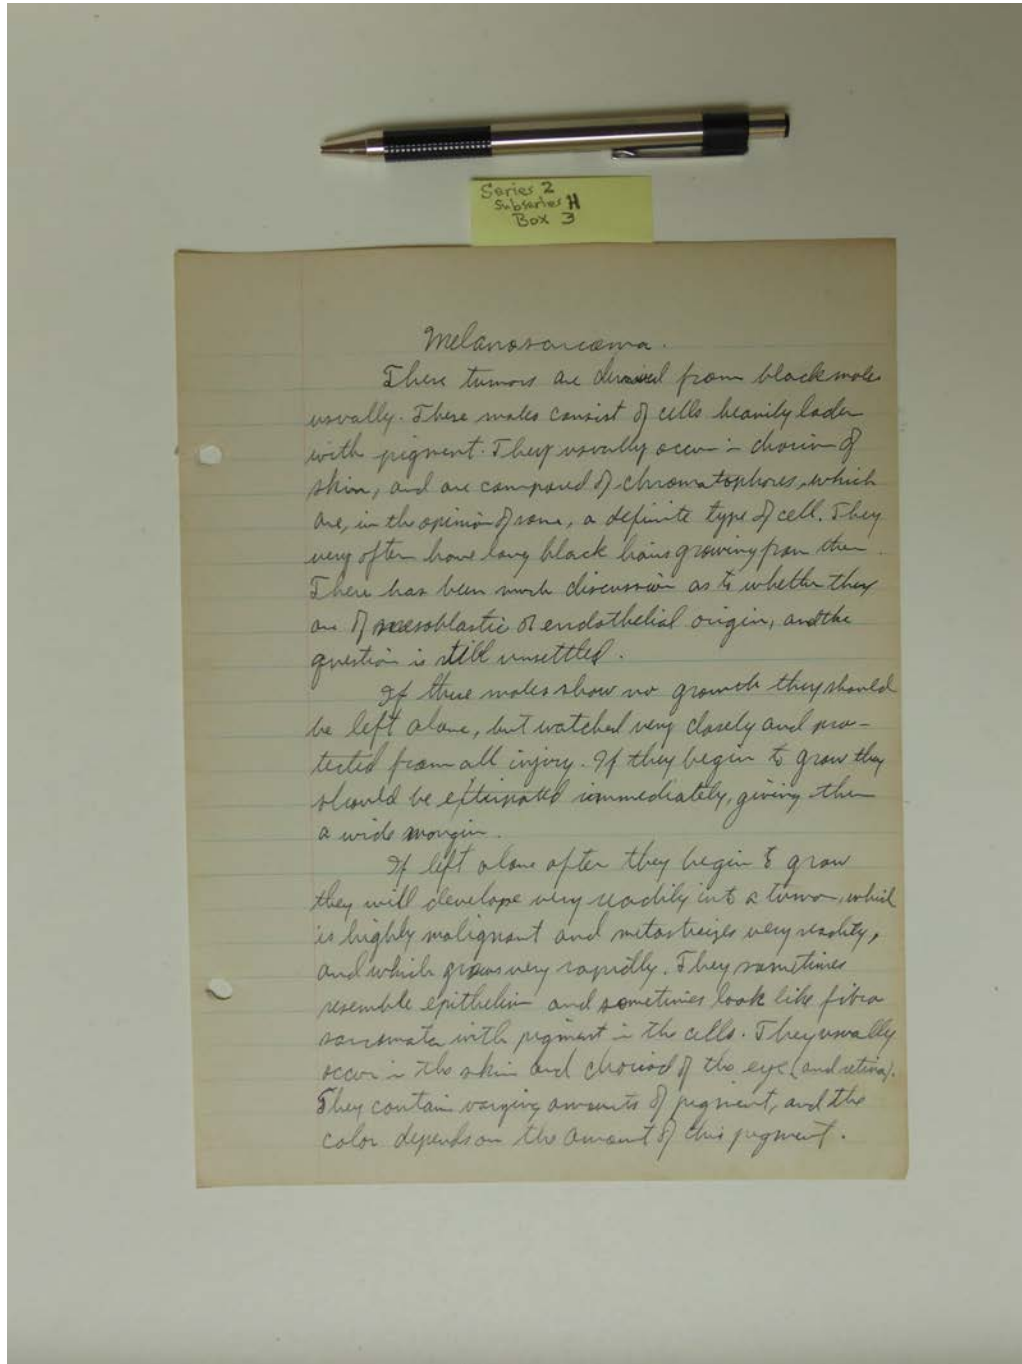 Series 2
Subseries H
Box 3
Melanosarcoma.
These tumors are derived from black moles
usually. These moles consist of cells heavily laden
with pigment. They usually occur in chorion of
skin, and are composed of chromatophores, which
are, in the opinion of some, a definite type of cell. They
very often have long black hairs growing from them.
There has been much discussion as to whether they
are of mesoblastic or endothelial origin, and the
question is still unsettled.
If these moles show no growth they should
be left alone, but watched very closely and pro-
tected from all injury. If they begin to grow they
should be extirpated immediately, giving them
a wide margin.
If left alone after they begin to grow
they will develope very readily into a tumor, which
is highly malignant and metastasizes very readily,
and which grows very rapidly. They sometimes
resemble epithelium and sometimes look like fibro
sarcomata with pigment in the cells. They usually
occur in the skin and choroid of the eye (and retina).
They contain varying amounts of pigment, and the
color depends on the amount of this pigment.